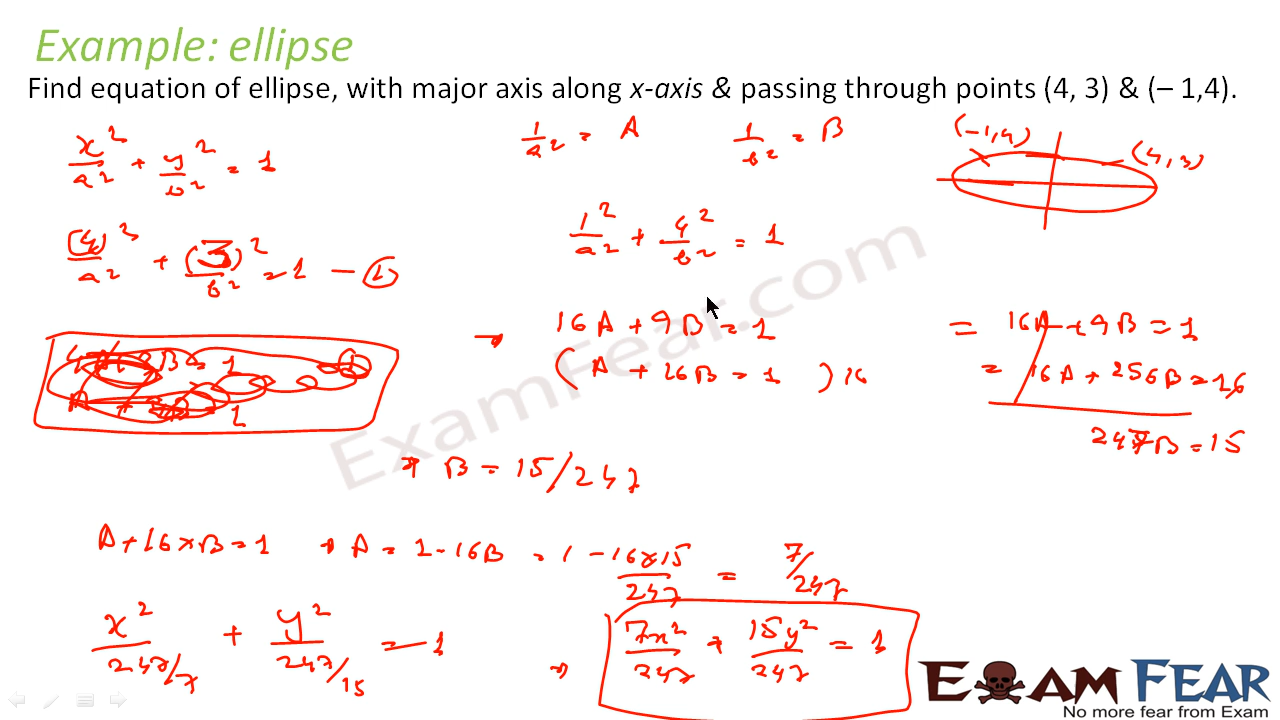 Example: ellipse
Find equation of ellipse, with major axis along x-axis & passing through points (4, 3) & (– 1,4).
x²/a² + y²/b² = 1
1/a² = A
1/b² = B
(-1,4)
(4,3)
(4)²/a² + (3)²/b² = 1 — ①
1²/a² + 4²/b² = 1
→ 16A + 9B = 1
(A + 16B = 1) 16
= 16A + 9B = 1
= 16A + 256B = 16
247B = 15
→ B = 15/247
A + 16×B = 1 → A = 1 - 16B = 1 - 16×15/247 = 7/247
x²/247/7 + y²/247/15 = 1
→ 7x²/247 + 15y²/247 = 1
ExamFear.com
EXAM FEAR
No more fear from Exam